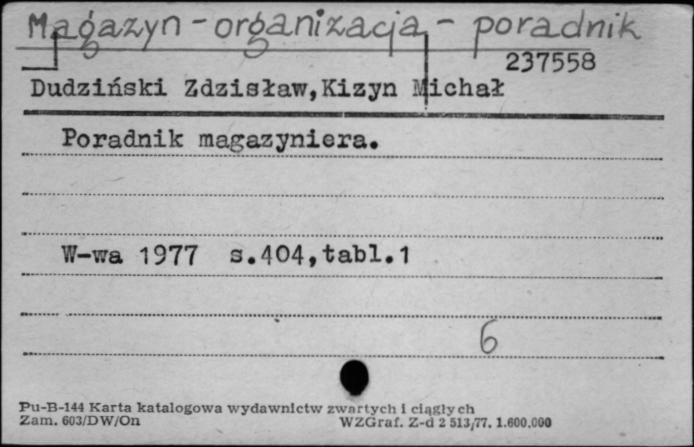 Magazyn - organizacja - poradnik
237558
Dudziński Zdzisław,Kizyn Michał
Poradnik magazyniera.
W-wa 1977 s.404,tabl.1
6
Pu-B-144 Karta katalogowa wydawnictw zwartych i ciągłych
Zam. 603/DW/On WZGraf. Z-d 2 513/77. 1.600.000